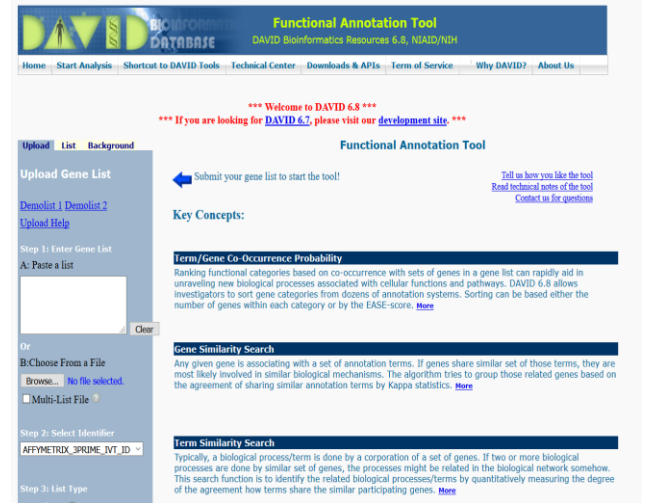 DAVID BIOINFORMATICS
DATABASE
Functional Annotation Tool
DAVID Bioinformatics Resources 6.8, NIAID/NIH
Home Start Analysis Shortcut to DAVID Tools Technical Center Downloads & APIs Term of Service Why DAVID? About Us
*** Welcome to DAVID 6.8 ***
*** If you are looking for DAVID 6.7, please visit our development site. ***
Upload List Background
Functional Annotation Tool
Upload Gene List
Submit your gene list to start the tool!
Tell us how you like the tool
Read technical notes of the tool
Contact us for questions
Demolist 1 Demolist 2
Upload Help
Key Concepts:
Step 1: Enter Gene List
A: Paste a list
Clear
Or
B:Choose From a File
Browse... No file selected.
Multi-List File
Step 2: Select Identifier
AFFYMETRIX_3PRIME_IVT_ID
Step 3: List Type
Term/Gene Co-Occurrence Probability
Ranking functional categories based on co-occurrence with sets of genes in a gene list can rapidly aid in
unraveling new biological processes associated with cellular functions and pathways. DAVID 6.8 allows
investigators to sort gene categories from dozens of annotation systems. Sorting can be based either the
number of genes within each category or by the EASE-score. More
Gene Similarity Search
Any given gene is associating with a set of annotation terms. If genes share similar set of those terms, they are
most likely involved in similar biological mechanisms. The algorithm tries to group those related genes based on
the agreement of sharing similar annotation terms by Kappa statistics. More
Term Similarity Search
Typically, a biological process/term is done by a corporation of a set of genes. If two or more biological
processes are done by similar set of genes, the processes might be related in the biological network somehow.
This search function is to identify the related biological processes/terms by quantitatively measuring the degree
of the agreement how terms share the similar participating genes. More